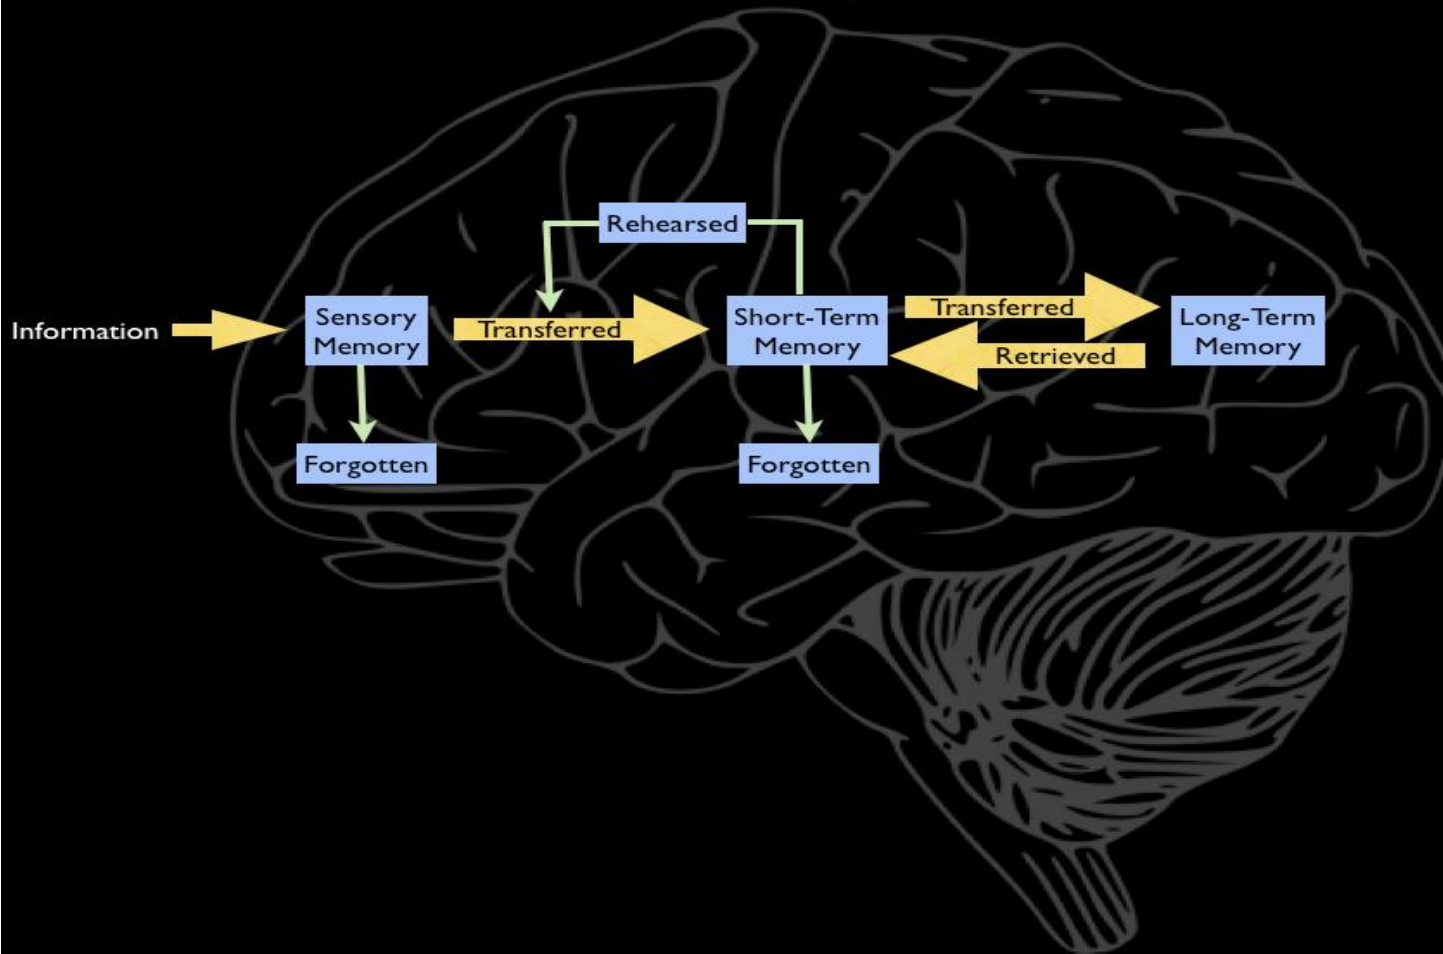 Rehearsed
Information
Sensory
Memory
Transferred
Short-Term
Memory
Transferred
Retrieved
Long-Term
Memory
Forgotten
Forgotten